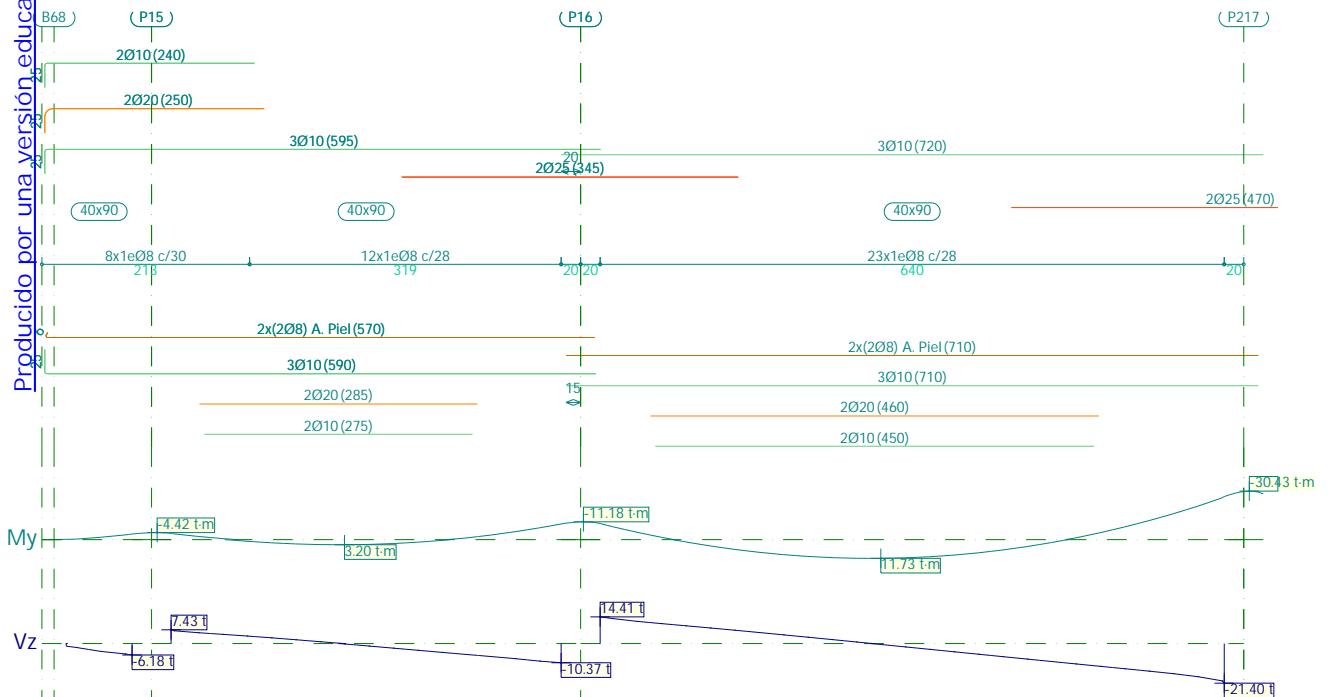 Producido por una versión educa
B68
P15
P16
P217
2Ø10 (240)
25
2Ø20 (250)
3Ø10 (595)
25
3Ø10 (720)
20
2Ø25 (345)
2Ø25 (470)
40x90
40x90
40x90
8x1eØ8 c/30
12x1eØ8 c/28
23x1eØ8 c/28
213
319
20
20
640
20
2x(2Ø8) A. Piel (570)
2x(2Ø8) A. Piel (710)
3Ø10 (590)
25
3Ø10 (710)
15
2Ø20 (285)
2Ø20 (460)
2Ø10 (275)
2Ø10 (450)
My
-4.42 t·m
3.20 t·m
-11.18 t·m
11.73 t·m
-30.43 t·m
Vz
-6.18 t
7.43 t
-10.37 t
14.41 t
-21.40 t